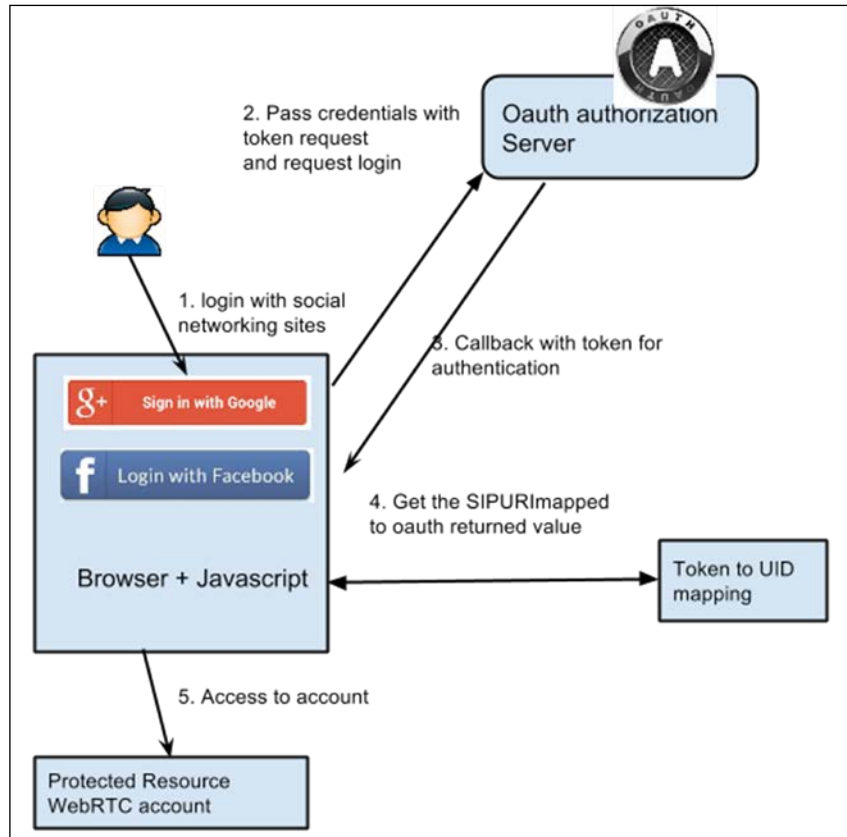 OAUTH
A
OAUTH
2. Pass credentials with
token request
and request login
Oauth authorization
Server
1. login with social
networking sites
3. Callback with token for
authentication
g+ Sign in with Google
f Login with Facebook
4. Get the SIPURImapped
to oauth returned value
Browser + Javascript
Token to UID
mapping
5. Access to account
Protected Resource
WebRTC account